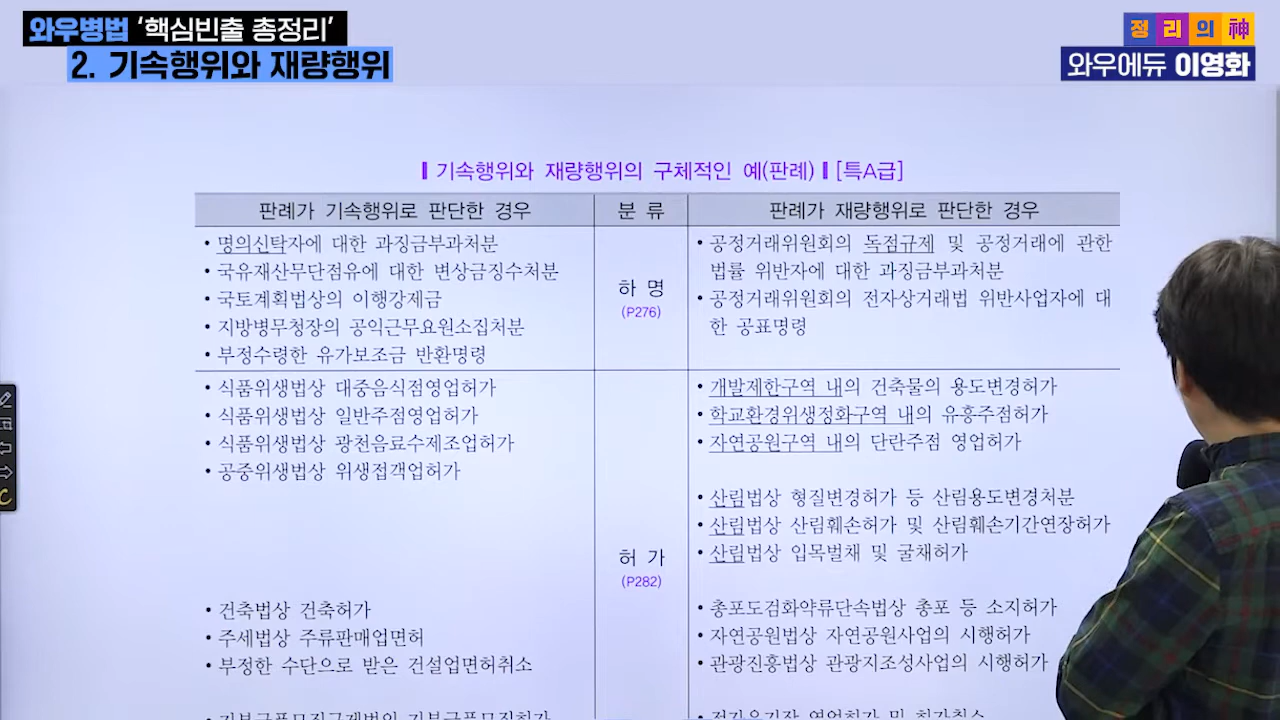 와우병법 ‘핵심빈출 총정리’
2. 기속행위와 재량행위
정리의神
와우에듀 이영화
기속행위와 재량행위의 구체적인 예(판례) [특A급]
판례가 기속행위로 판단한 경우
분 류
판례가 재량행위로 판단한 경우
• 명의신탁자에 대한 과징금부과처분
• 국유재산무단점유에 대한 변상금징수처분
• 국토계획법상의 이행강제금
• 지방병무청장의 공익근무요원소집처분
• 부정수령한 유가보조금 반환명령
하 명
(P276)
• 공정거래위원회의 독점규제 및 공정거래에 관한
법률 위반자에 대한 과징금부과처분
• 공정거래위원회의 전자상거래법 위반사업자에 대
한 공표명령
• 식품위생법상 대중음식점영업허가
• 식품위생법상 일반주점영업허가
• 식품위생법상 광천음료수제조업허가
• 공중위생법상 위생접객업허가
• 건축법상 건축허가
• 주세법상 주류판매업면허
• 부정한 수단으로 받은 건설업면허취소
허 가
(P282)
• 개발제한구역 내의 건축물의 용도변경허가
• 학교환경위생정화구역 내의 유흥주점허가
• 자연공원구역 내의 단란주점 영업허가
• 산림법상 형질변경허가 등 산림용도변경처분
• 산림법상 산림훼손허가 및 산림훼손기간연장허가
• 산림법상 입목벌채 및 굴채허가
• 총포도검화약류단속법상 총포 등 소지허가
• 자연공원법상 자연공원사업의 시행허가
• 관광진흥법상 관광지조성사업의 시행허가